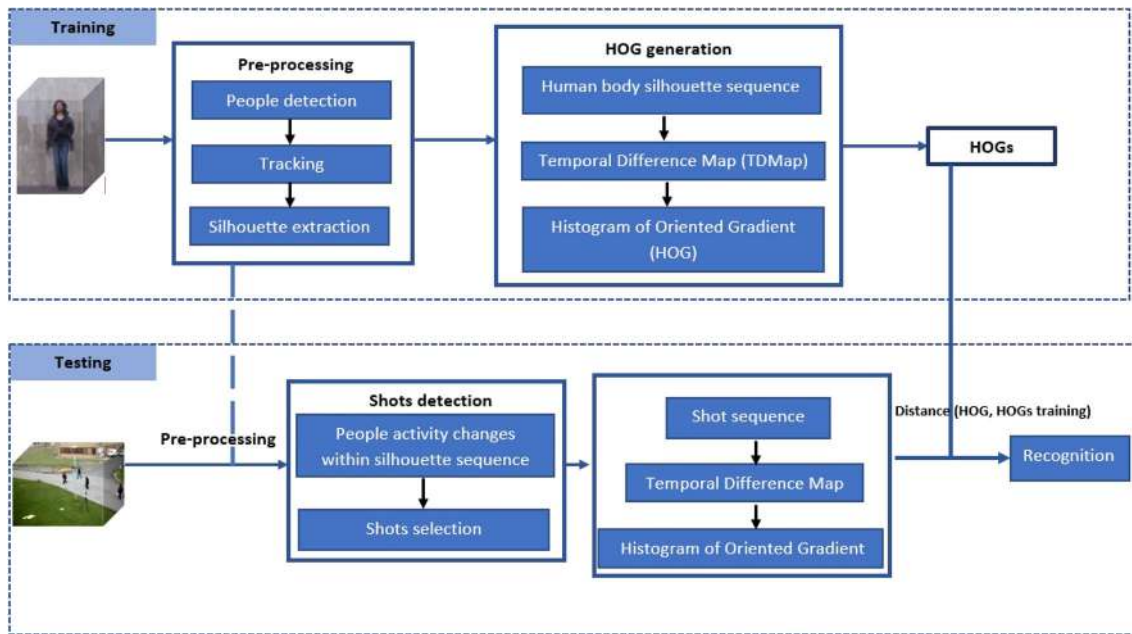 Training
Pre-processing
People detection
Tracking
Silhouette extraction
HOG generation
Human body silhouette sequence
Temporal Difference Map (TDMap)
Histogram of Oriented Gradient
(HOG)
HOGs
Testing
Pre-processing
Shots detection
People activity changes
within silhouette sequence
Shots selection
Shot sequence
Temporal Difference Map
Histogram of Oriented Gradient
Distance (HOG, HOGs training)
Recognition